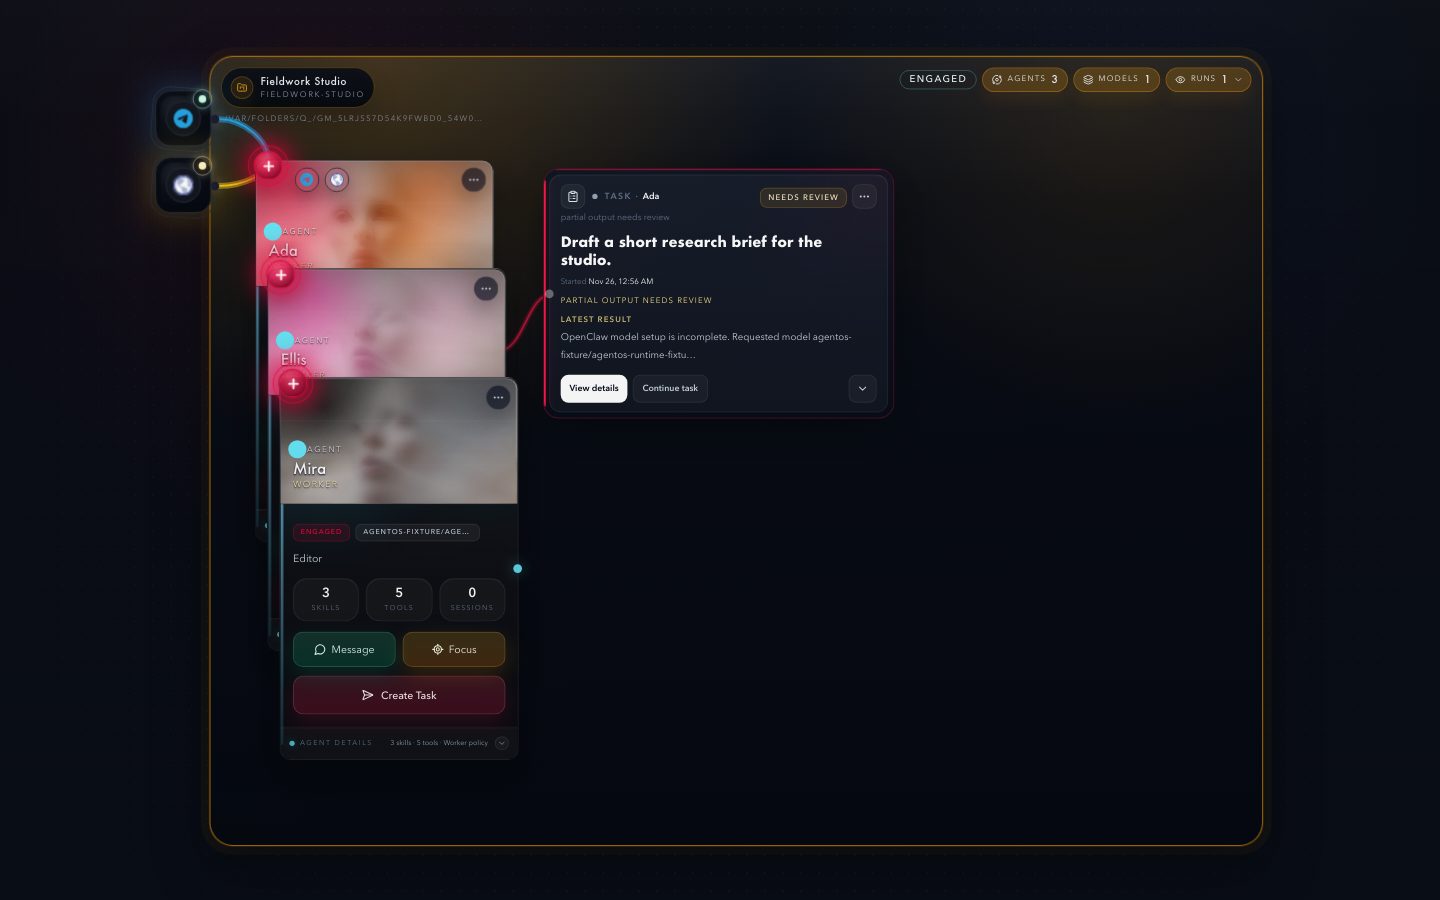 Fieldwork Studio
FIELDWORK-STUDIO
ENGAGED
AGENTS 3
MODELS 1
RUNS 1
AGENT
Ada
AGENT
Ellis
AGENT
Mira
WORKER
ENGAGED
AGENTOS-FIXTURE/AGE...
Editor
3
SKILLS
5
TOOLS
0
SESSIONS
Message
Focus
Create Task
AGENT DETAILS
3 skills · 5 tools · Worker policy
TASK · Ada
NEEDS REVIEW
partial output needs review
Draft a short research brief for the
studio.
Started Nov 26, 12:56 AM
PARTIAL OUTPUT NEEDS REVIEW
LATEST RESULT
OpenClaw model setup is incomplete. Requested model agentos-
fixture/agentos-runtime-fixtu...
View details
Continue task